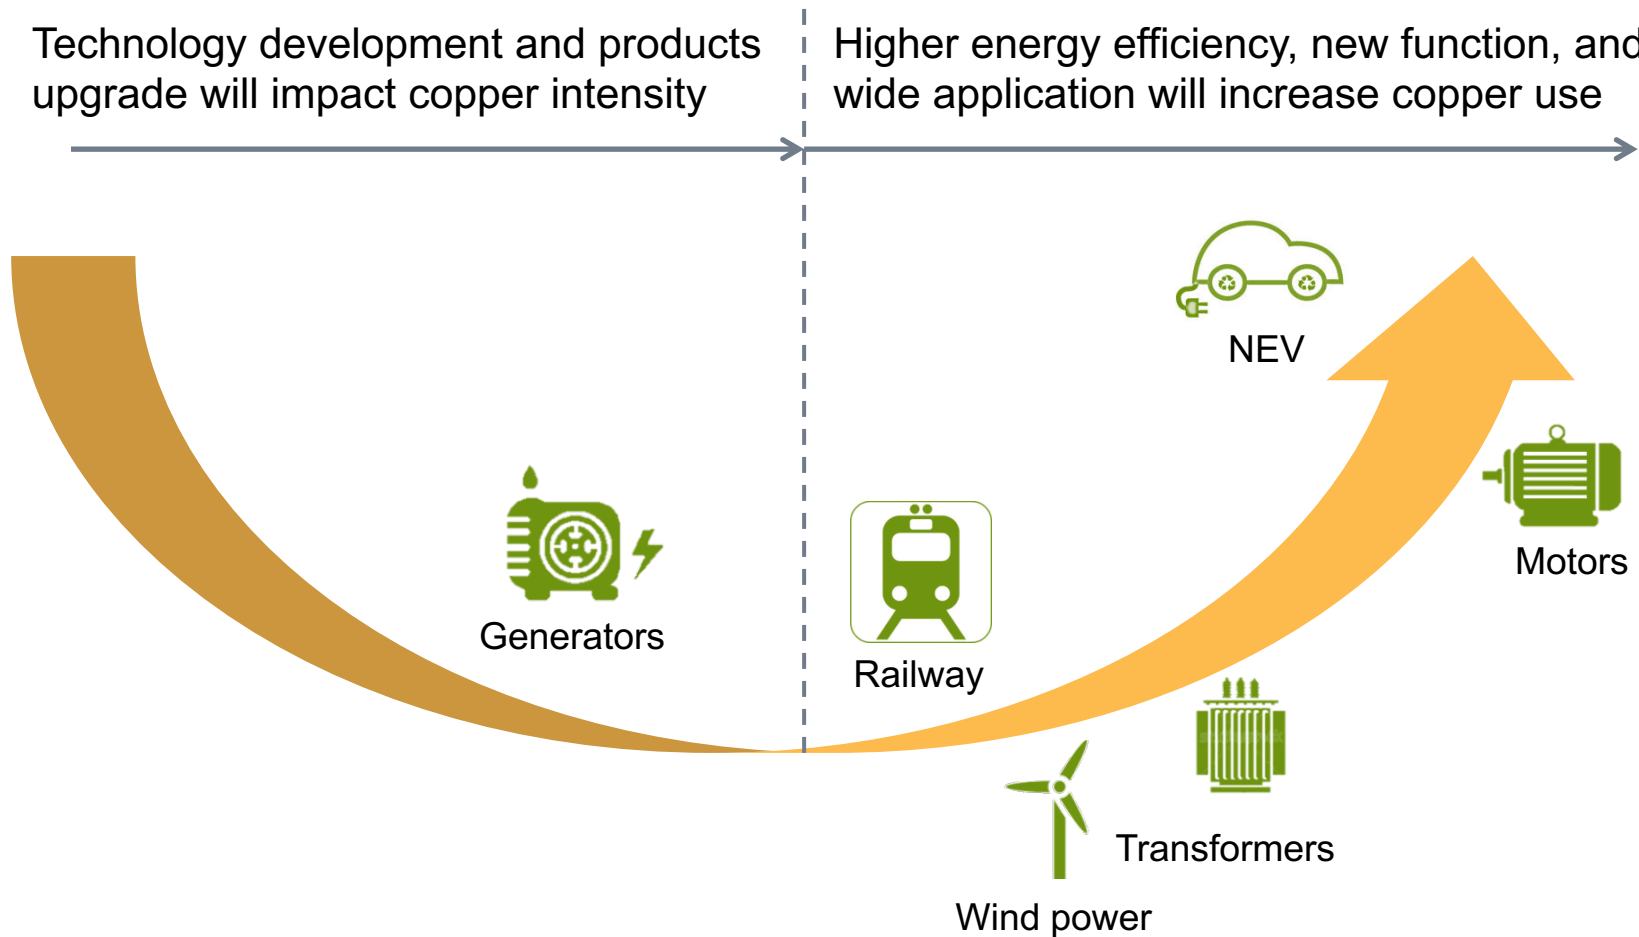 Technology development and products
upgrade will impact copper intensity
Higher energy efficiency, new function, and
wide application will increase copper use
NEV
Motors
Generators
Railway
Transformers
Wind power